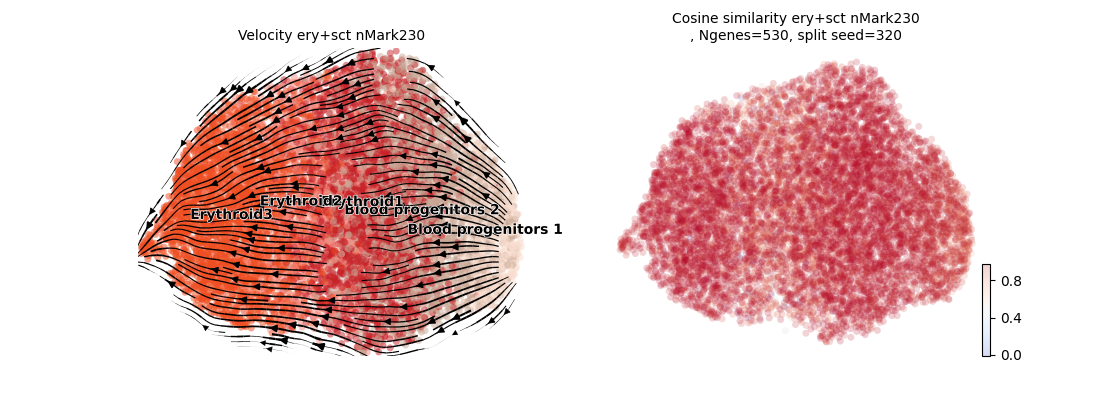 Velocity ery+sct nMark230
Cosine similarity ery+sct nMark230
, Ngenes=530, split seed=320
Erythroid3
Erythroid2
Erythroid1
Blood progenitors 2
Blood progenitors 1
0.8
0.4
0.0